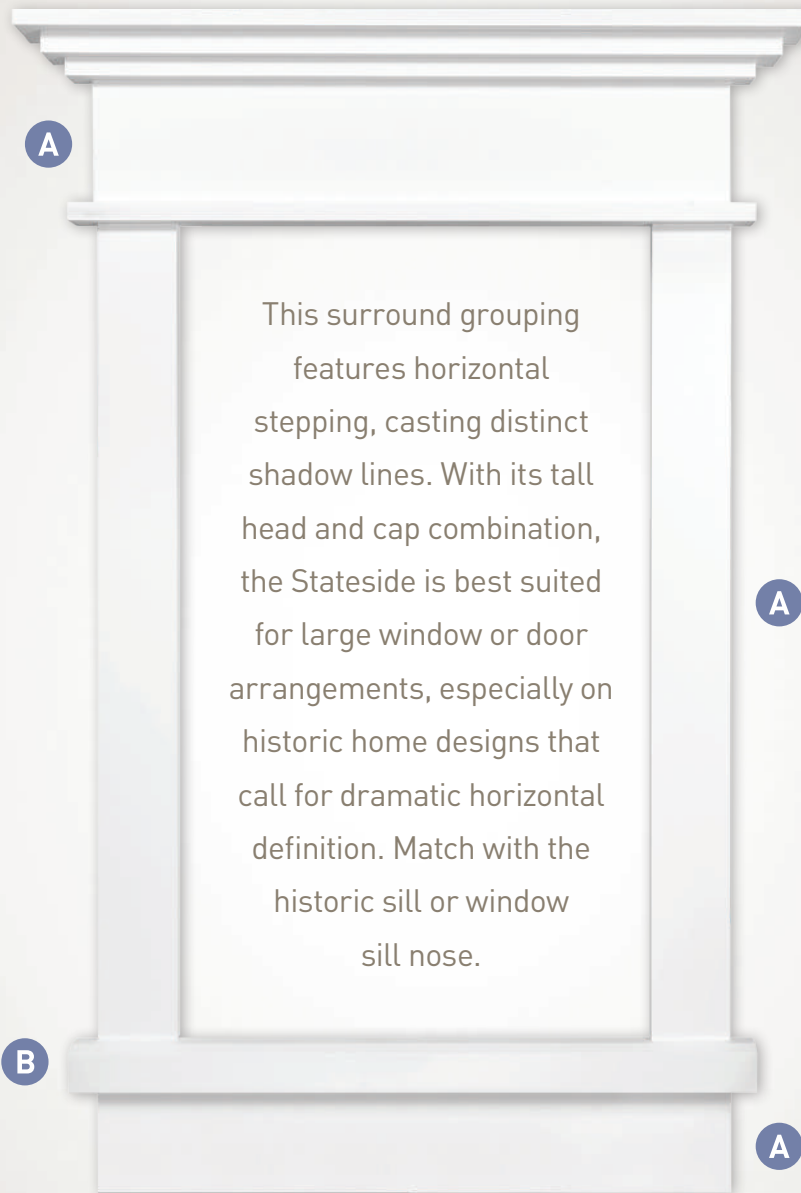 A
This surround grouping
features horizontal
stepping, casting distinct
shadow lines. With its tall
head and cap combination,
the Stateside is best suited
for large window or door
arrangements, especially on
historic home designs that
call for dramatic horizontal
definition. Match with the
historic sill or window
sill nose.
A
B
A